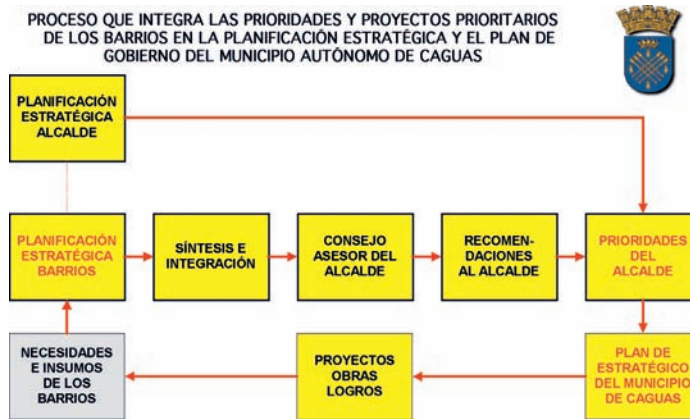 PROCESO QUE INTEGRA LAS PRIORIDADES Y PROYECTOS PRIORITARIOS
DE LOS BARRIOS EN LA PLANIFICACIÓN ESTRATÉGICA Y EL PLAN DE
GOBIERNO DEL MUNICIPIO AUTÓNOMO DE CAGUAS
PLANIFICACIÓN
ESTRATÉGICA
ALCALDE
PLANIFICACIÓN
ESTRATÉGICA
BARRIOS
SÍNTESIS E
INTEGRACIÓN
CONSEJO
ASESOR DEL
ALCALDE
RECOMEN-
DACIONES
AL ALCALDE
PRIORIDADES
DEL
ALCALDE
NECESIDADES
E INSUMOS
DE LOS
BARRIOS
PROYECTOS
OBRAS
LOGROS
PLAN DE
ESTRATÉGICO
DEL MUNICIPIO
DE CAGUAS